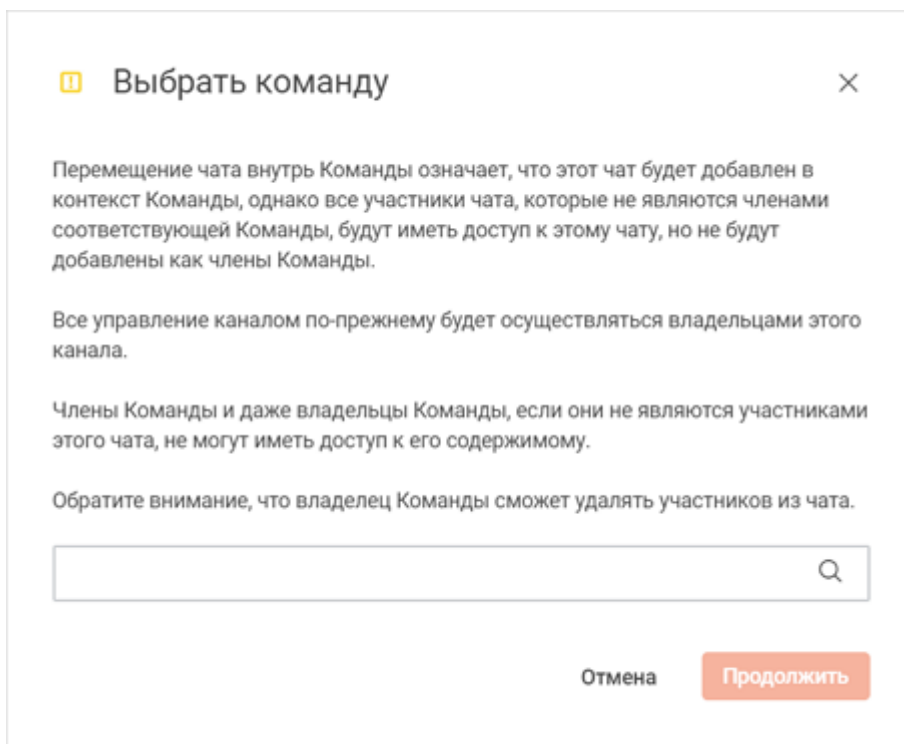 Выбрать команду
Перемещение чата внутрь Команды означает, что этот чат будет добавлен в
контекст Команды, однако все участники чата, которые не являются членами
соответствующей Команды, будут иметь доступ к этому чату, но не будут
добавлены как члены Команды.
Все управление каналом по-прежнему будет осуществляться владельцами этого
канала.
Члены Команды и даже владельцы Команды, если они не являются участниками
этого чата, не могут иметь доступ к его содержимому.
Обратите внимание, что владелец Команды сможет удалять участников из чата.
Отмена Продолжить